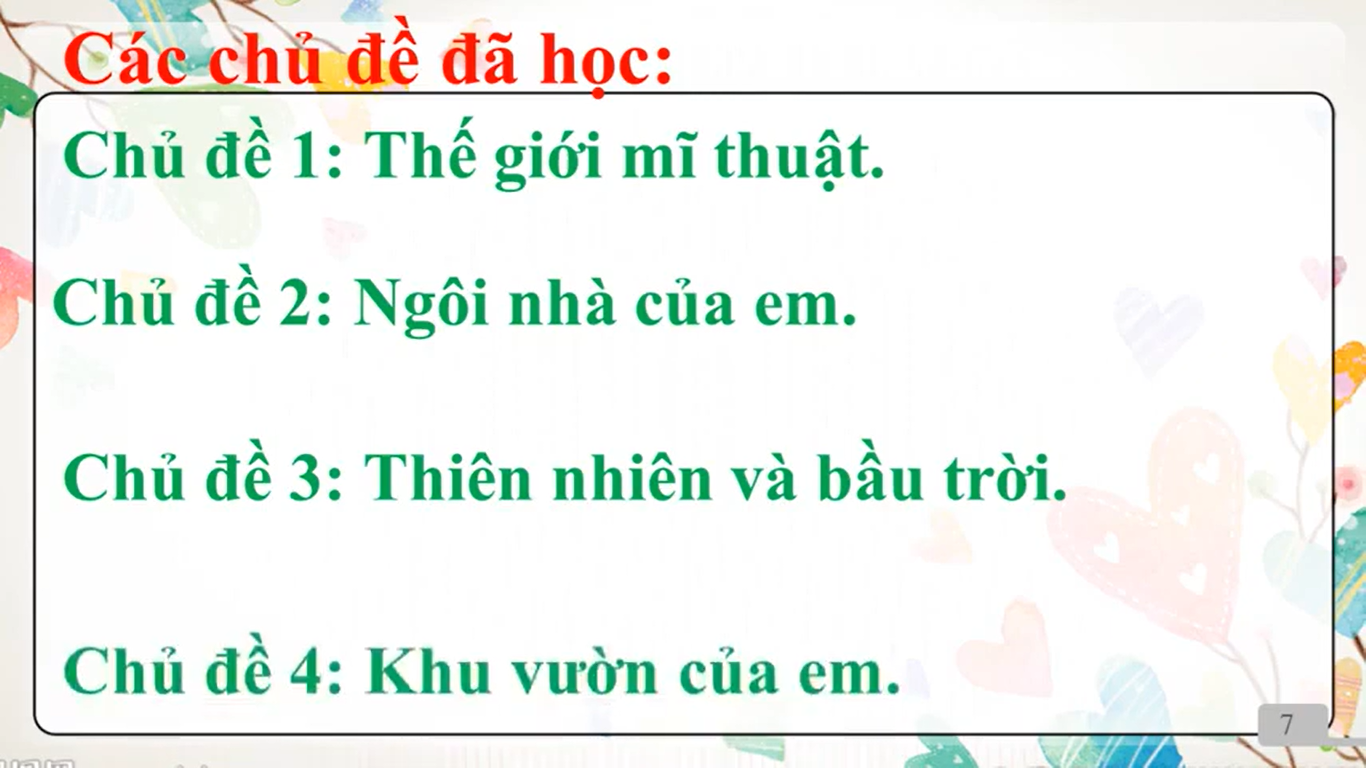 Các chủ đề đã học:
Chủ đề 1: Thế giới mĩ thuật.
Chủ đề 2: Ngôi nhà của em.
Chủ đề 3: Thiên nhiên và bầu trời.
Chủ đề 4: Khu vườn của em.
7